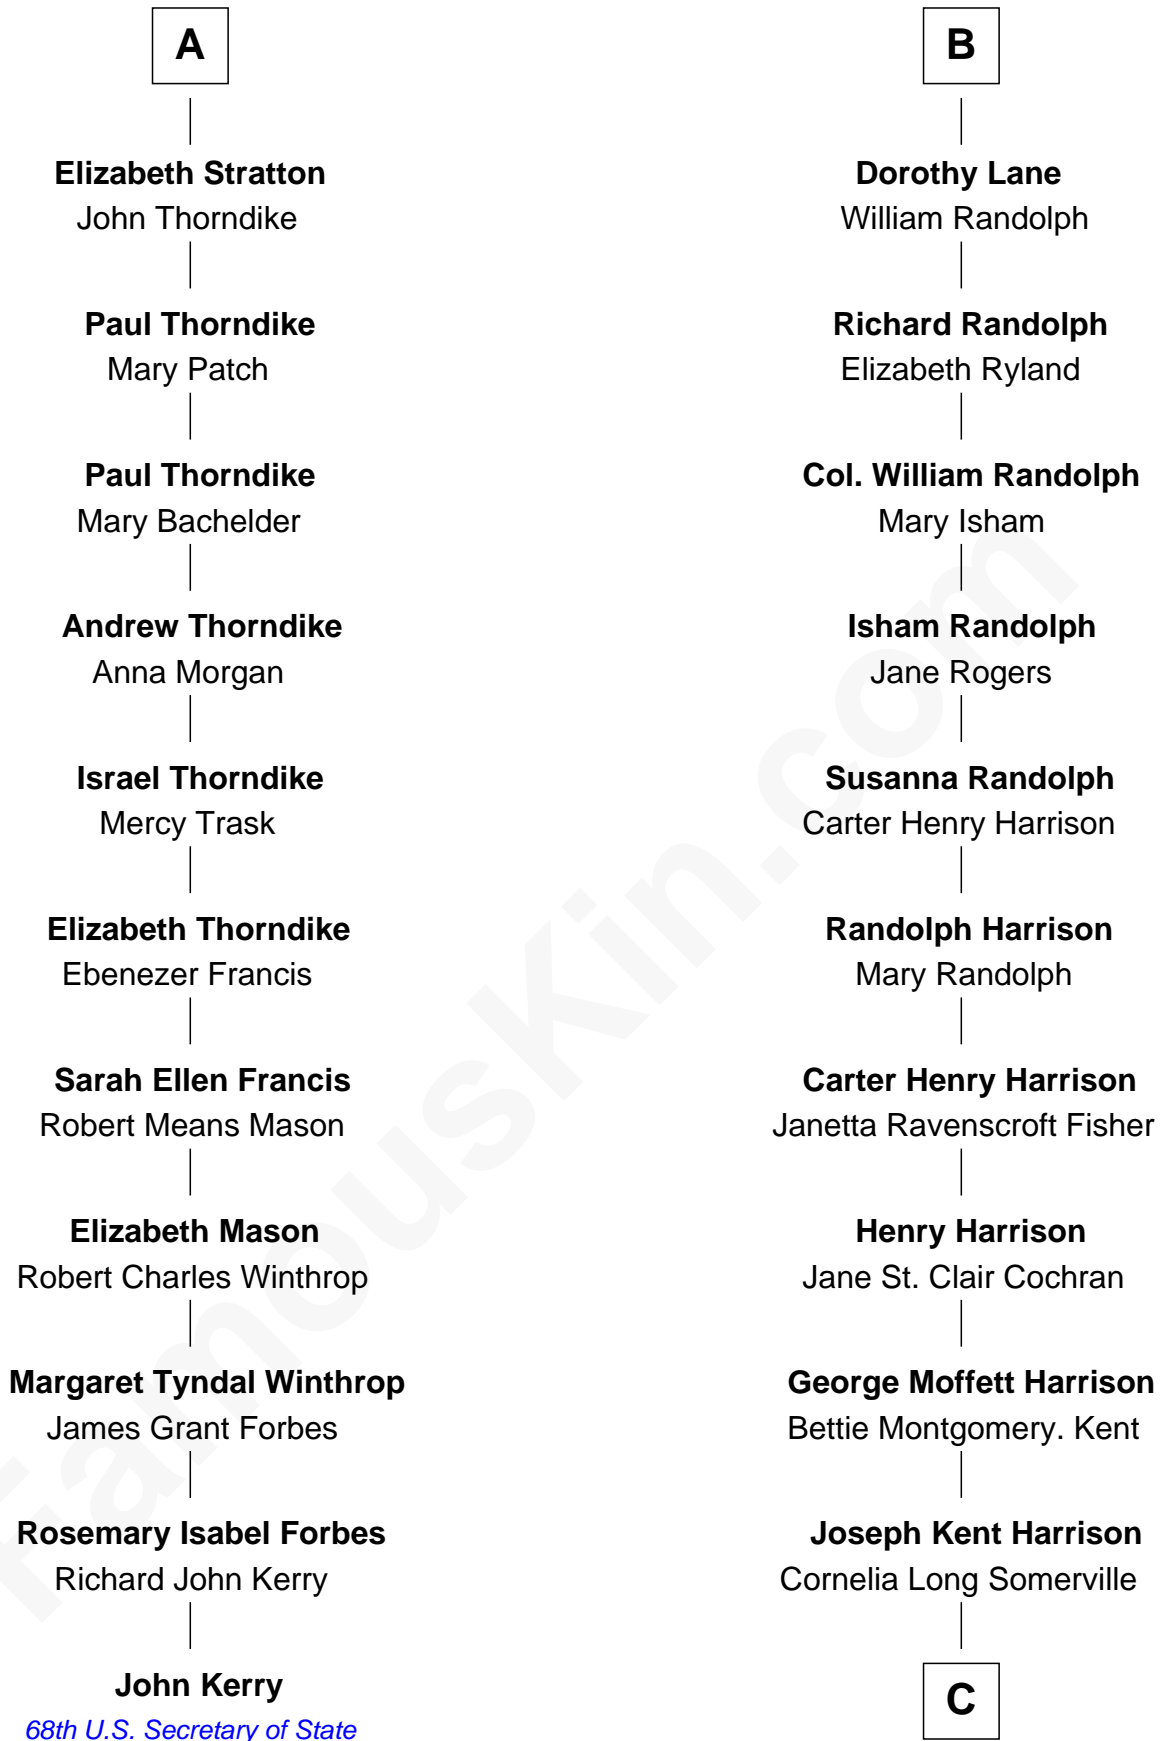 A
Elizabeth Stratton
John Thorndike
Paul Thorndike
Mary Patch
Paul Thorndike
Mary Bachelder
Andrew Thorndike
Anna Morgan
Israel Thorndike
Mercy Trask
Elizabeth Thorndike
Ebenezer Francis
Sarah Ellen Francis
Robert Means Mason
Elizabeth Mason
Robert Charles Winthrop
Margaret Tyndal Winthrop
James Grant Forbes
Rosemary Isabel Forbes
Richard John Kerry
John Kerry
68th U.S. Secretary of State
B
Dorothy Lane
William Randolph
Richard Randolph
Elizabeth Ryland
Col. William Randolph
Mary Isham
Isham Randolph
Jane Rogers
Susanna Randolph
Carter Henry Harrison
Randolph Harrison
Mary Randolph
Carter Henry Harrison
Janetta Ravenscroft Fisher
Henry Harrison
Jane St. Clair Cochran
George Moffett Harrison
Bettie Montgomery. Kent
Joseph Kent Harrison
Cornelia Long Somerville
C
FamousKin.com